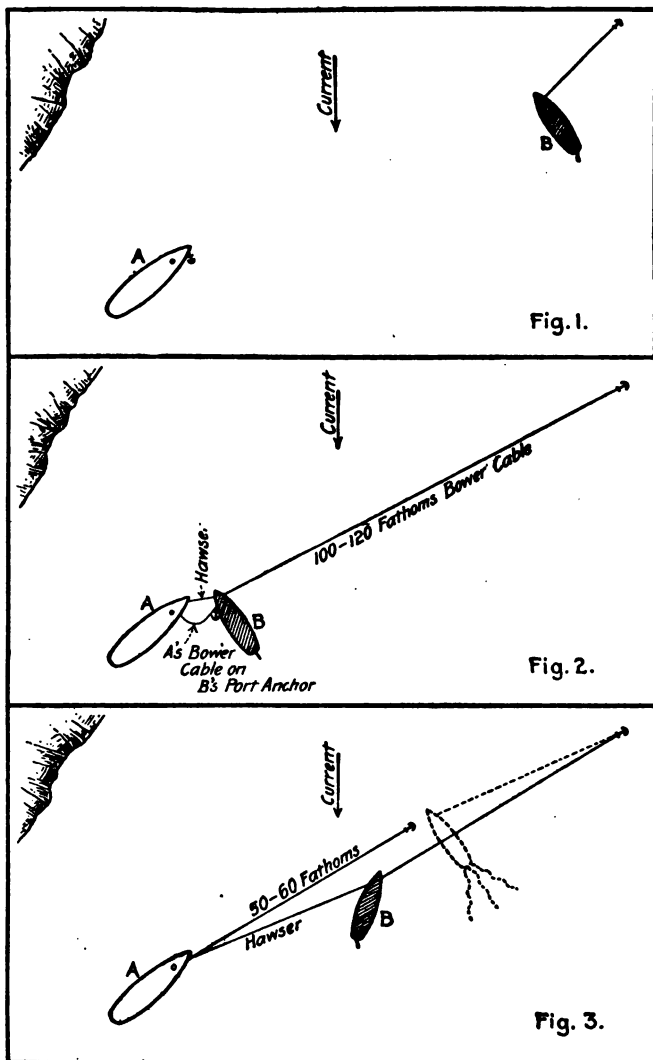 Current
A
B
Fig. 1.
Current
100-120 Fathoms Bower Cable
Hawser
A
B
A's Bower
Cable on
B's Port Anchor
Fig. 2.
Current
50-60 Fathoms
Hawser
B
A
Fig. 3.